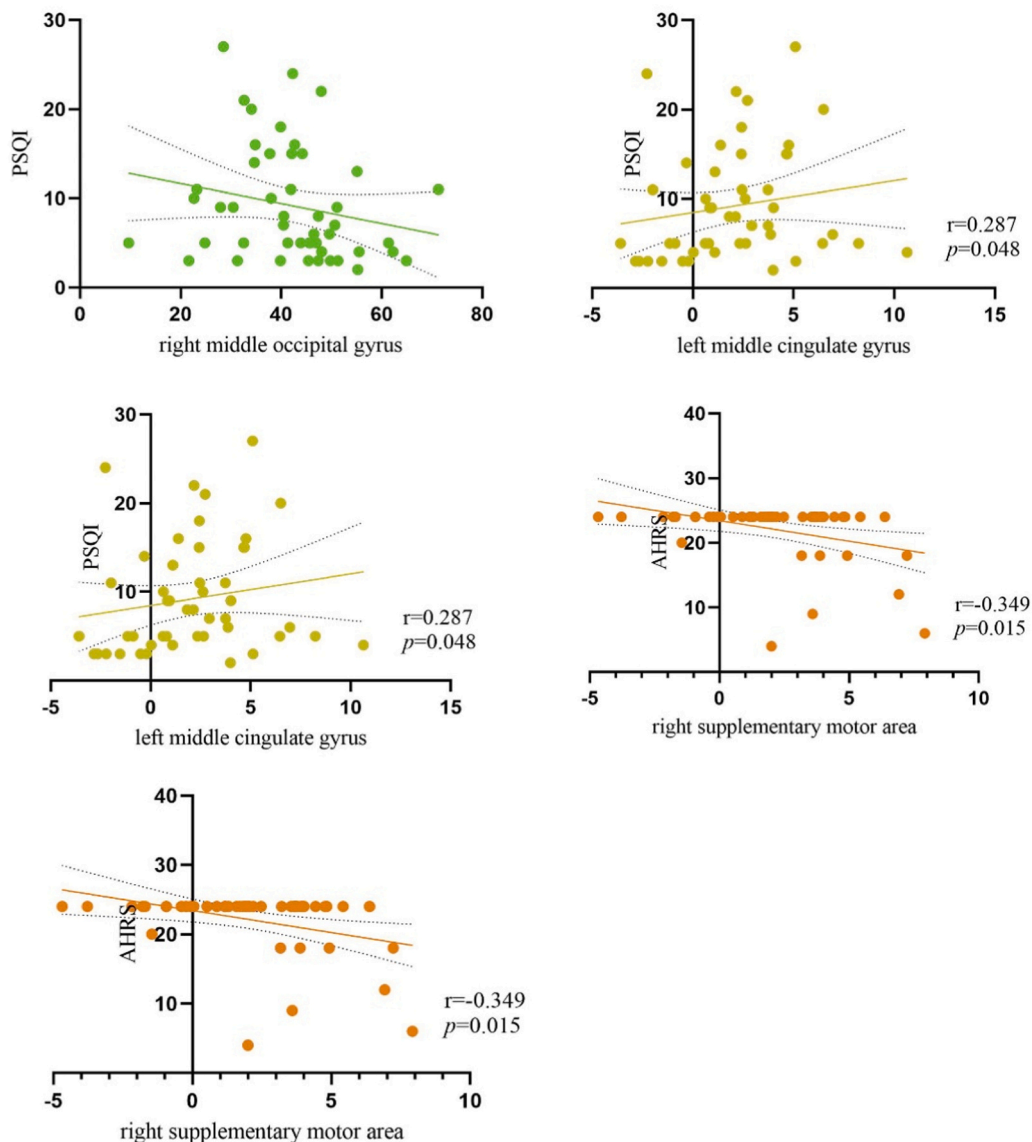 30
20
10
0
PSQI
0 20 40 60 80
right middle occipital gyrus
30
20
10
0
PSQI
r=0.287
p=0.048
-5 0 5 10 15
left middle cingulate gyrus
30
20
10
PSQI
r=0.287
p=0.048
-5 0 5 10 15
left middle cingulate gyrus
40
30
20
10
AHRS
r=-0.349
p=0.015
-5 0 5 10
right supplementary motor area
40
30
20
10
AHRS
r=-0.349
p=0.015
-5 0 5 10
right supplementary motor area